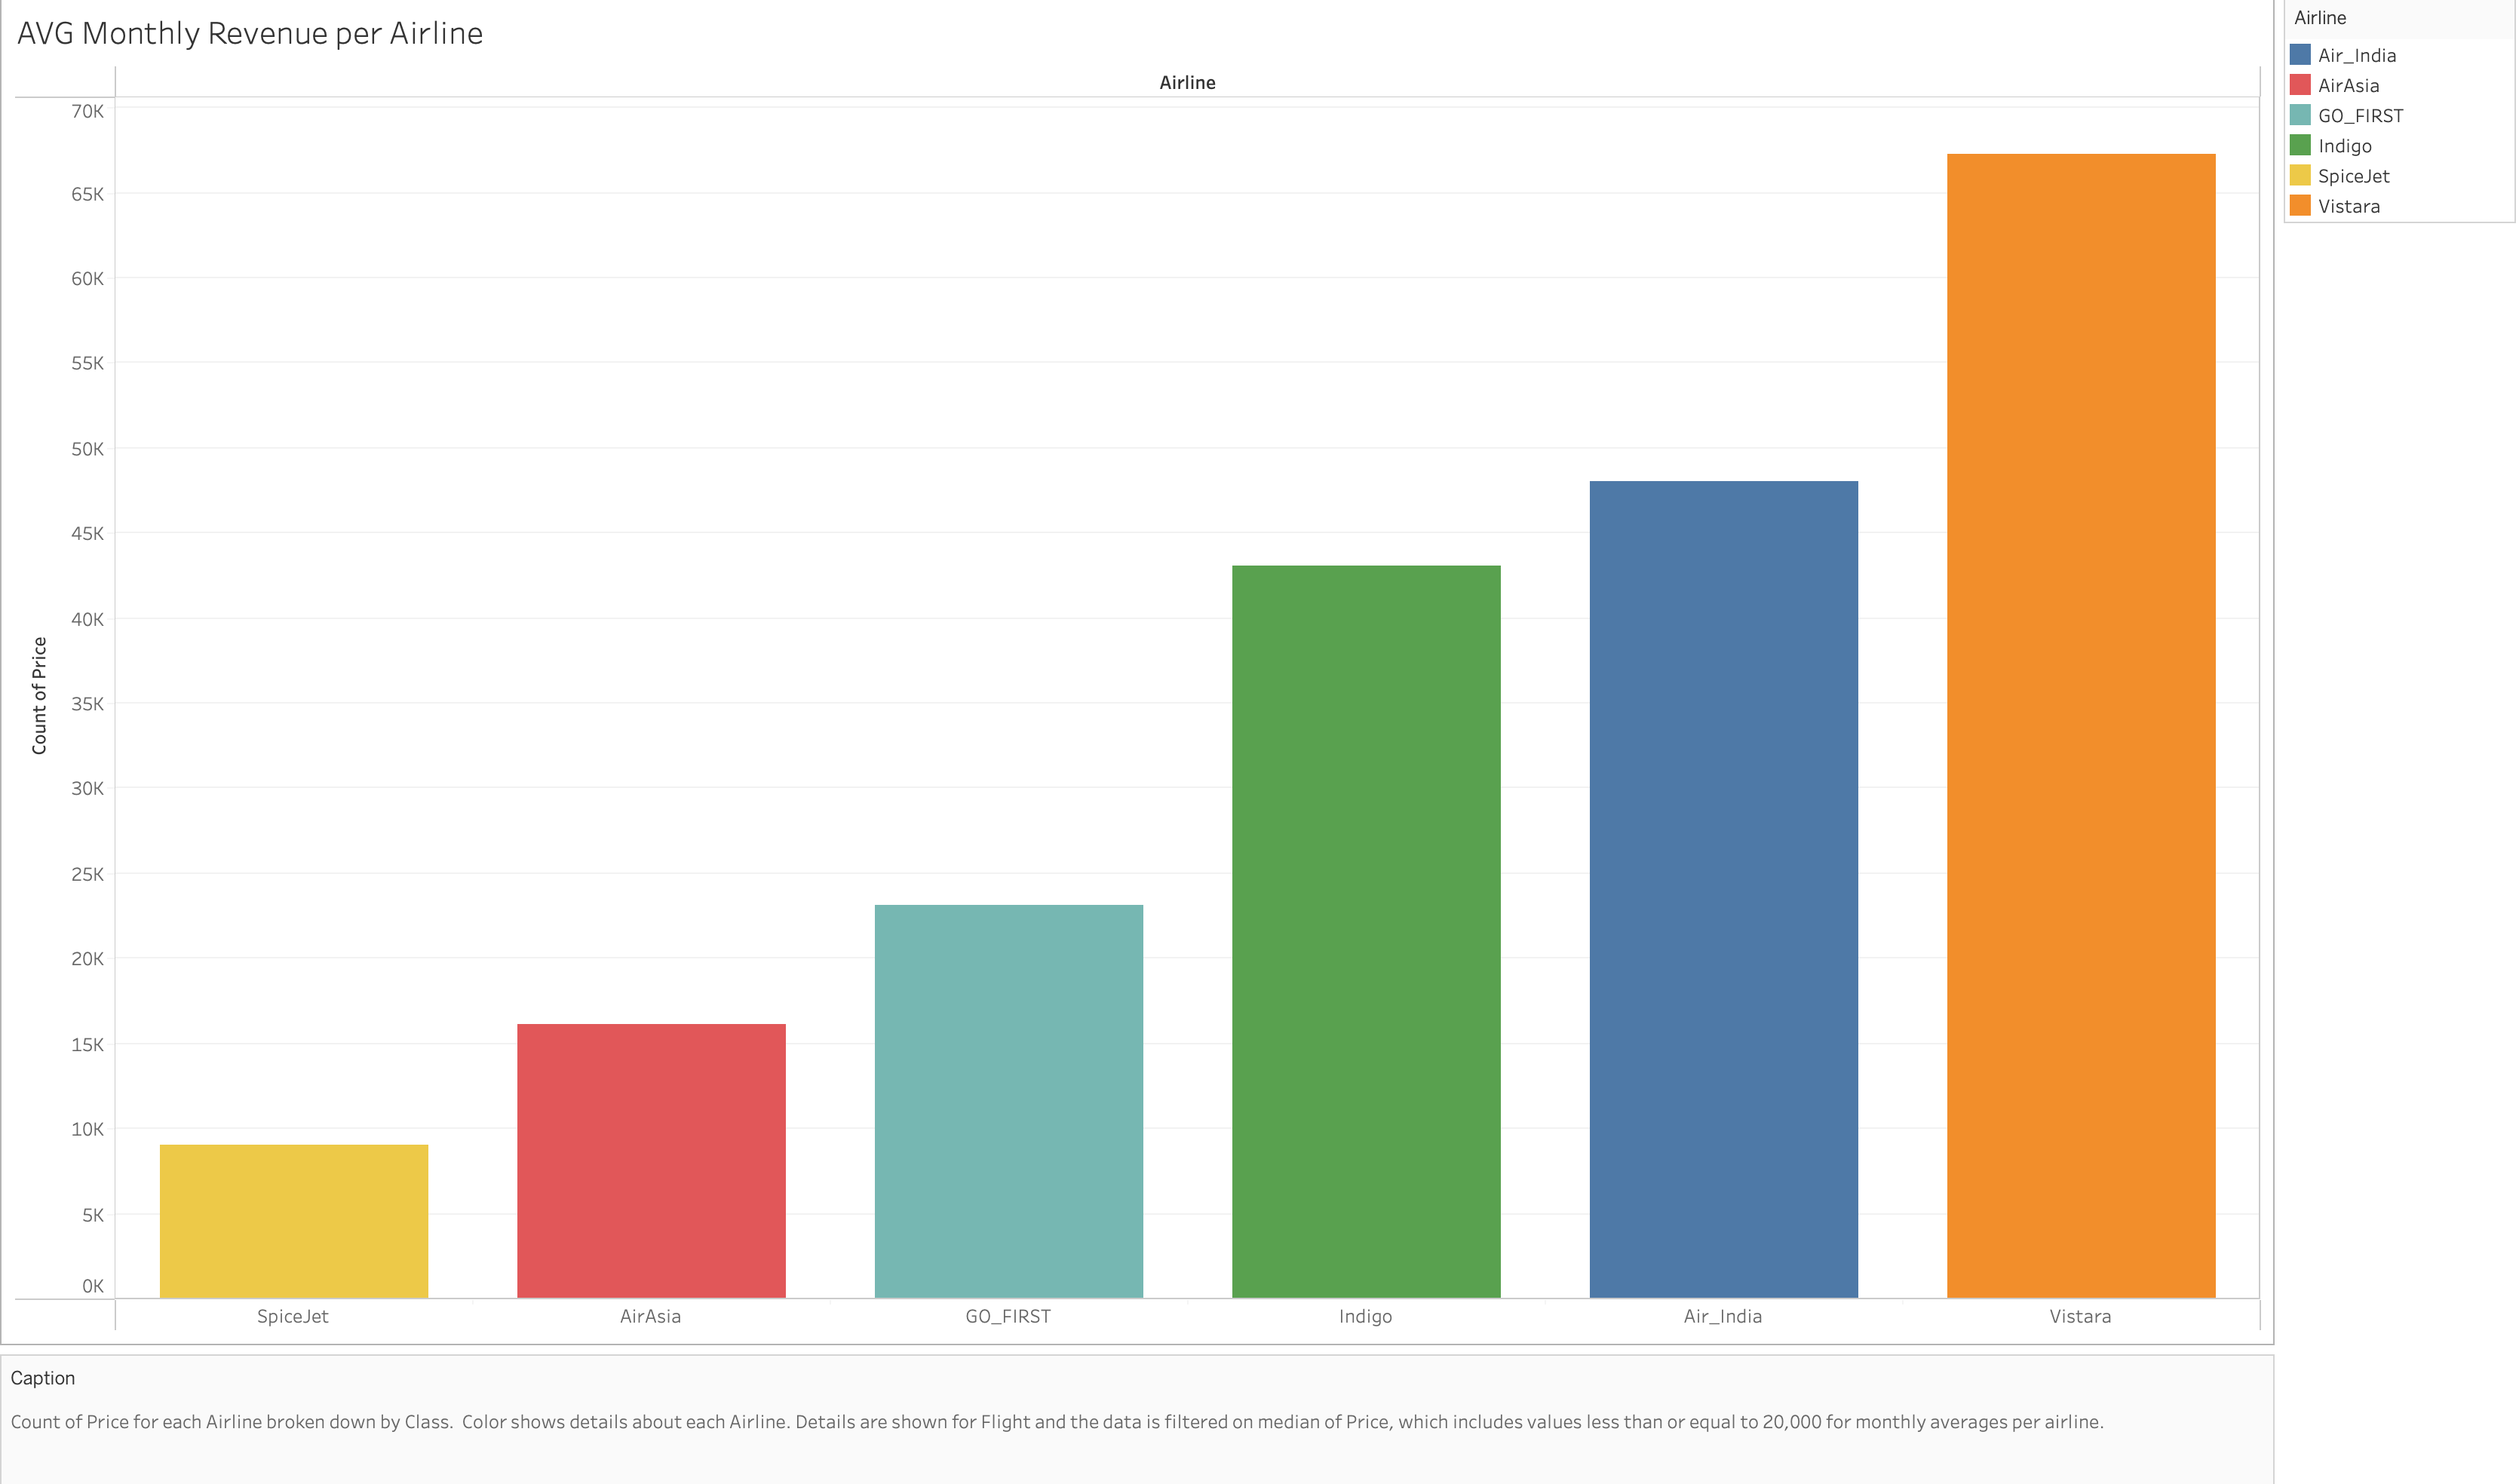 AVG Monthly Revenue per Airline
Airline
70K
65K
60K
55K
50K
45K
40K
35K
30K
25K
20K
15K
10K
5K
0K
Count of Price
SpiceJet
AirAsia
GO_FIRST
Indigo
Air_India
Vistara
Airline
Air_India
AirAsia
GO_FIRST
Indigo
SpiceJet
Vistara
Caption
Count of Price for each Airline broken down by Class.  Color shows details about each Airline. Details are shown for Flight and the data is filtered on median of Price, which includes values less than or equal to 20,000 for monthly averages per airline.